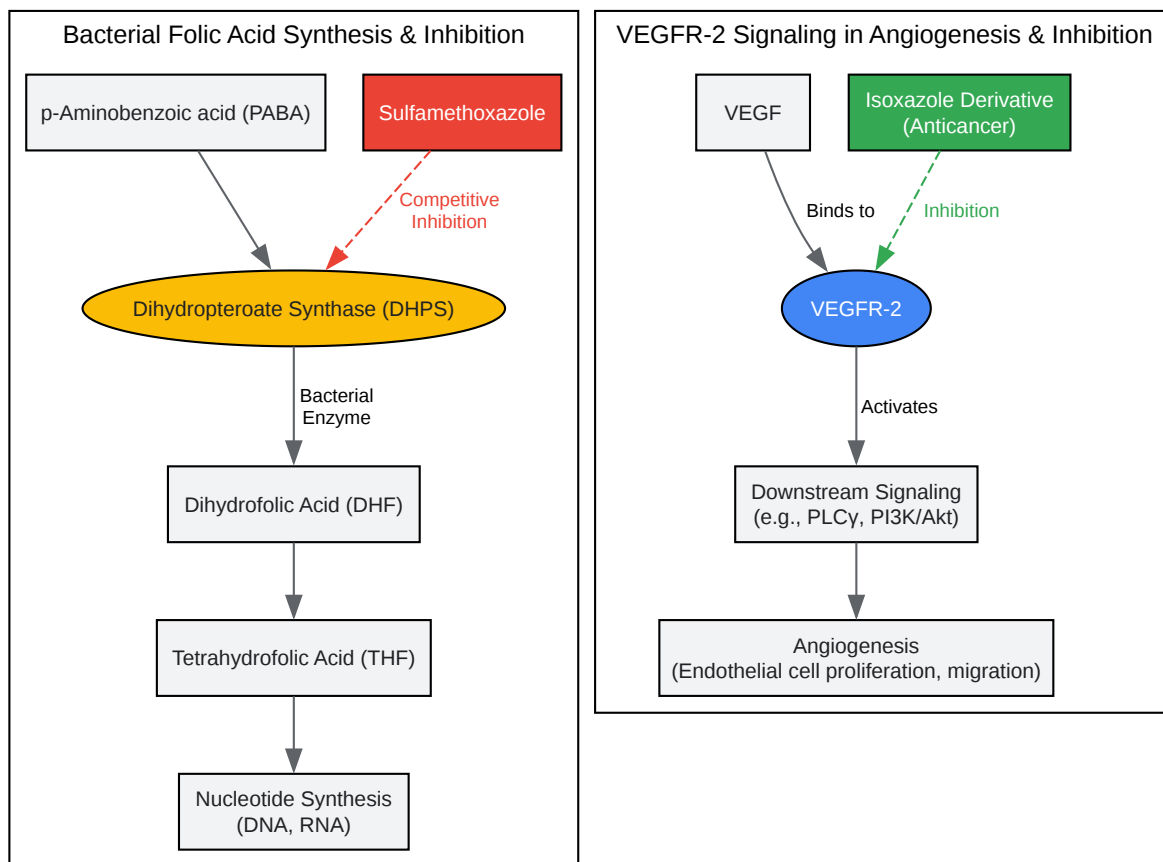 Bacterial Folic Acid Synthesis & Inhibition
p-Aminobenzoic acid (PABA)
Sulfamethoxazole
Competitive
Inhibition
Dihydropteroate Synthase (DHPS)
Bacterial
Enzyme
Dihydrofolic Acid (DHF)
Tetrahydrofolic Acid (THF)
Nucleotide Synthesis
(DNA, RNA)
VEGFR-2 Signaling in Angiogenesis & Inhibition
VEGF
Isoxazole Derivative
(Anticancer)
Binds to
Inhibition
VEGFR-2
Activates
Downstream Signaling
(e.g., PLCγ, PI3K/Akt)
Angiogenesis
(Endothelial cell proliferation, migration)